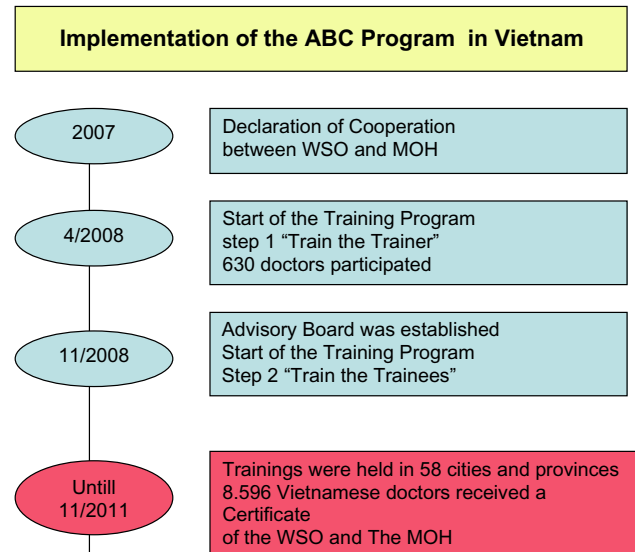 Implementation of the ABC Program in Vietnam
2007
Declaration of Cooperation
between WSO and MOH
4/2008
Start of the Training Program
step 1 “Train the Trainer”
630 doctors participated
11/2008
Advisory Board was established
Start of the Training Program
Step 2 “Train the Trainees”
Untill
11/2011
Trainings were held in 58 cities and provinces
8.596 Vietnamese doctors received a
Certificate
of the WSO and The MOH